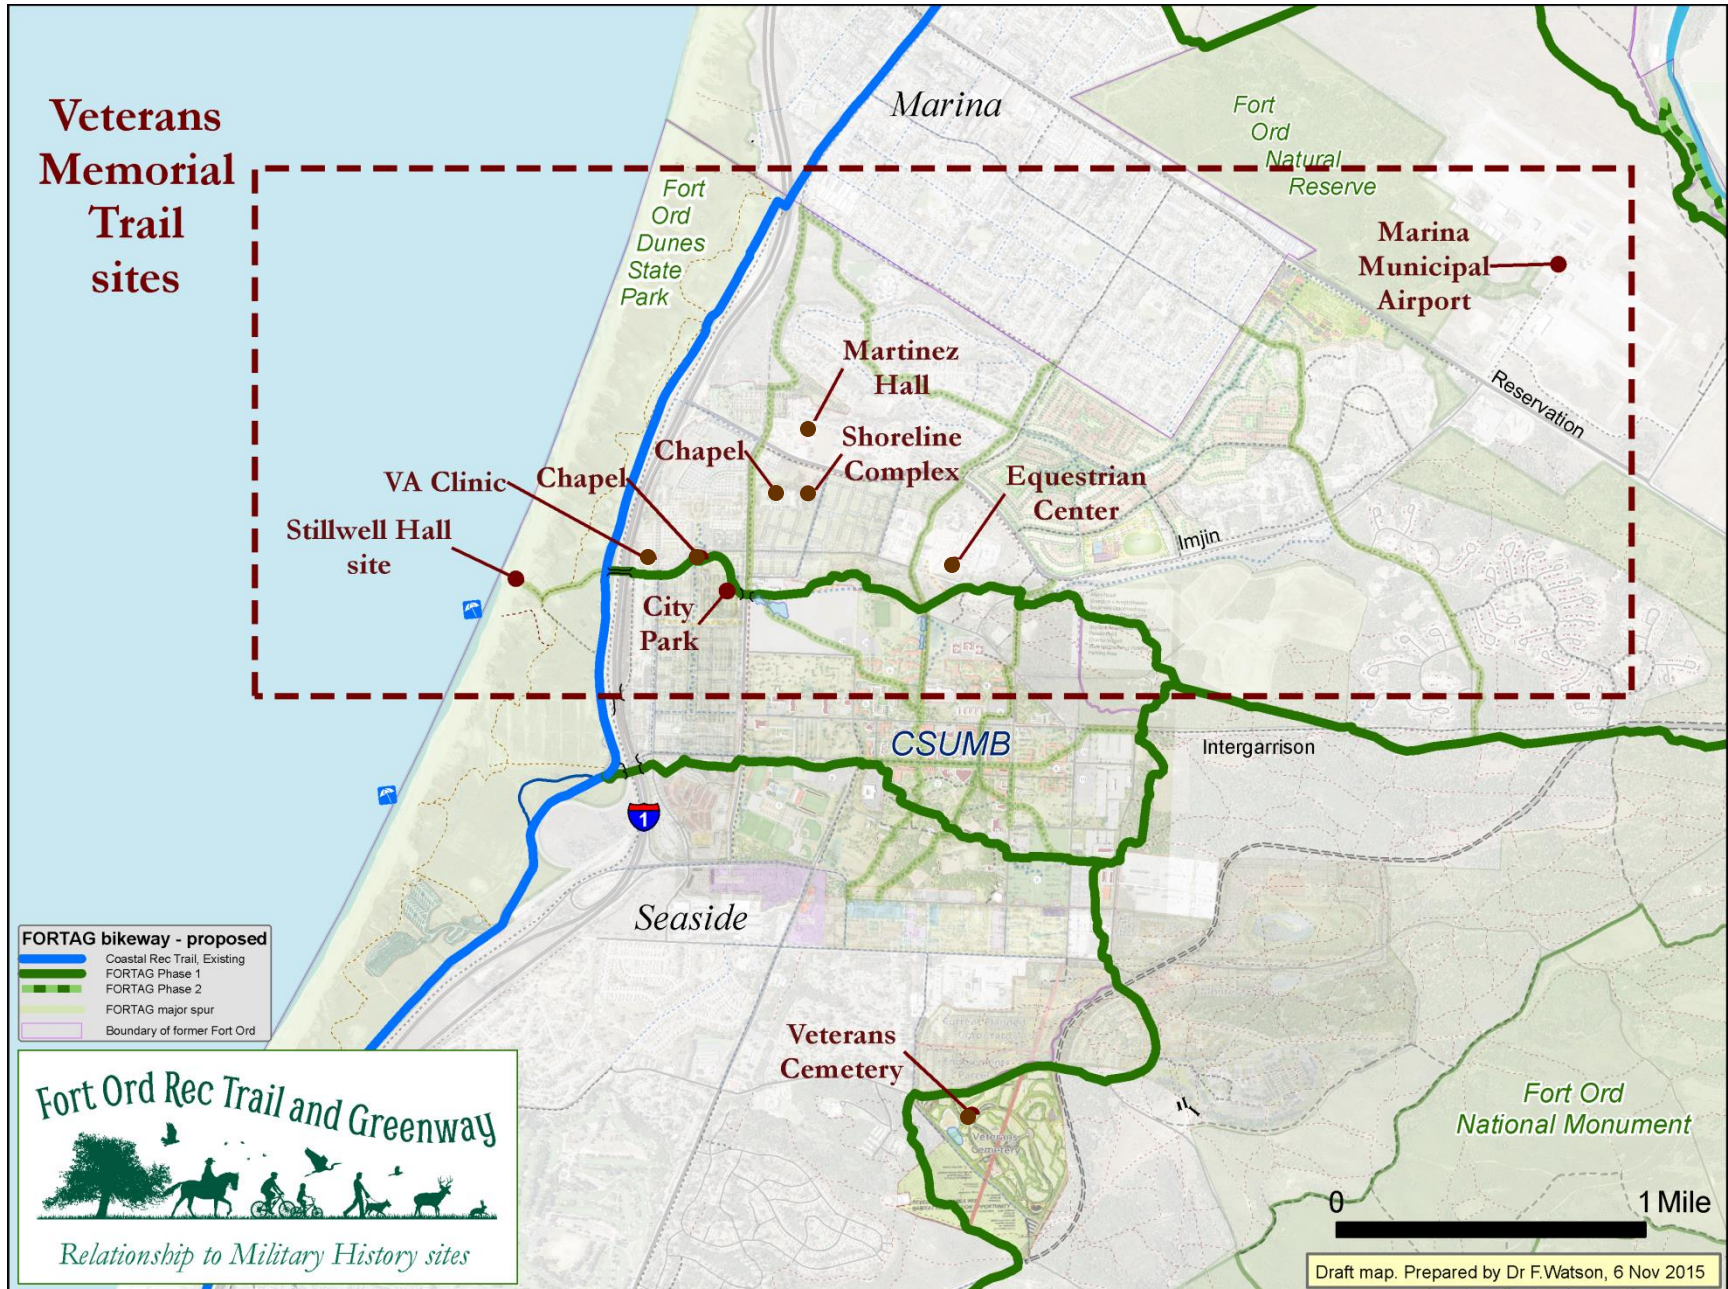 Veterans
Memorial
Trail
sites
Marina
Fort
Ord
Natural
Reserve
Fort
Ord
Dunes
State
Park
Marina
Municipal
Airport
Martinez
Hall
Reservation
Chapel
Shoreline
Complex
VA Clinic
Chapel
Equestrian
Center
Stillwell Hall
site
Imjin
City
Park
CSUMB
Intergarrison
1
Seaside
FORTAG bikeway - proposed
Coastal Rec Trail, Existing
FORTAG Phase 1
FORTAG Phase 2
FORTAG major spur
Boundary of former Fort Ord
Veterans
Cemetery
Veterans
Cemetery
Fort Ord
National Monument
Fort Ord Rec Trail and Greenway
Relationship to Military History sites
0 1 Mile
Draft map. Prepared by Dr F.Watson, 6 Nov 2015